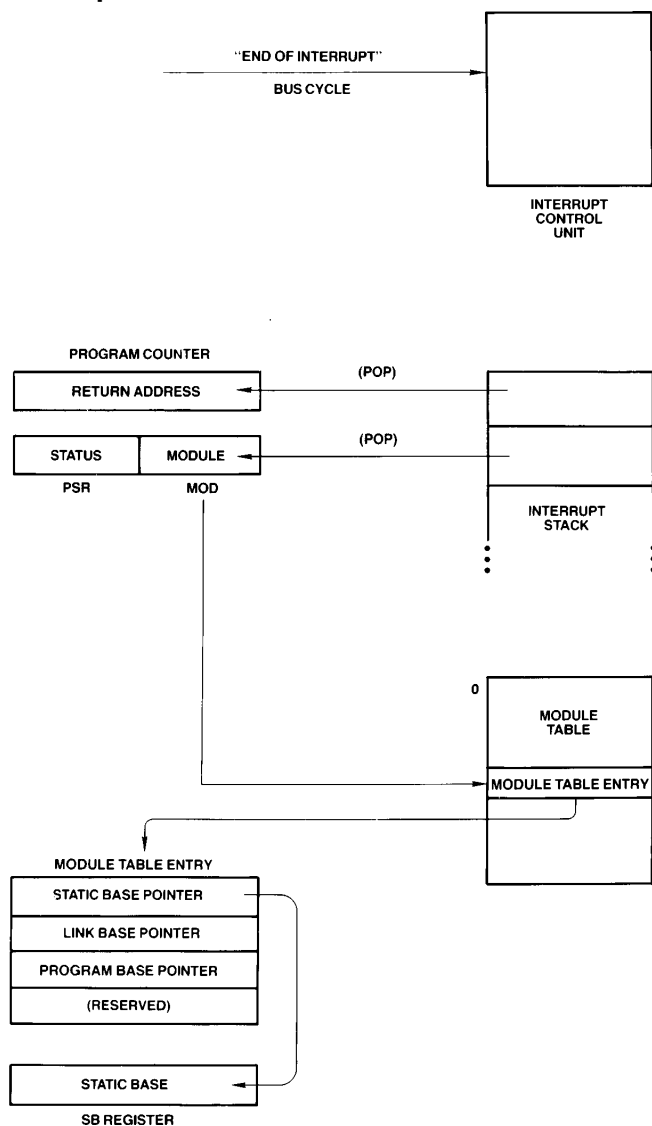 "END OF INTERRUPT"
BUS CYCLE
INTERRUPT
CONTROL
UNIT
PROGRAM COUNTER
RETURN ADDRESS
(POP)
STATUS
MODULE
(POP)
PSR
MOD
INTERRUPT
STACK
0
MODULE
TABLE
MODULE TABLE ENTRY
MODULE TABLE ENTRY
STATIC BASE POINTER
LINK BASE POINTER
PROGRAM BASE POINTER
(RESERVED)
STATIC BASE
SB REGISTER